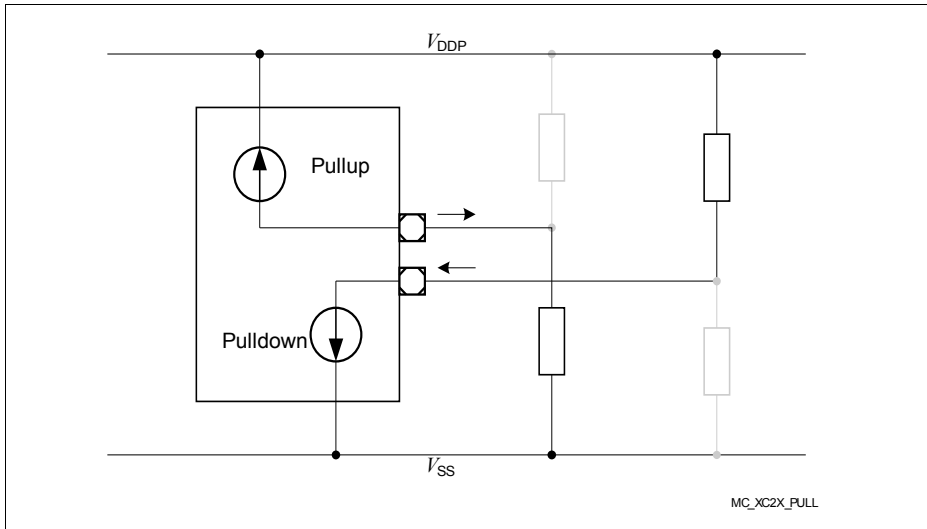 VDDP
Pullup
Pulldown
VSS
MC_XC2X_PULL